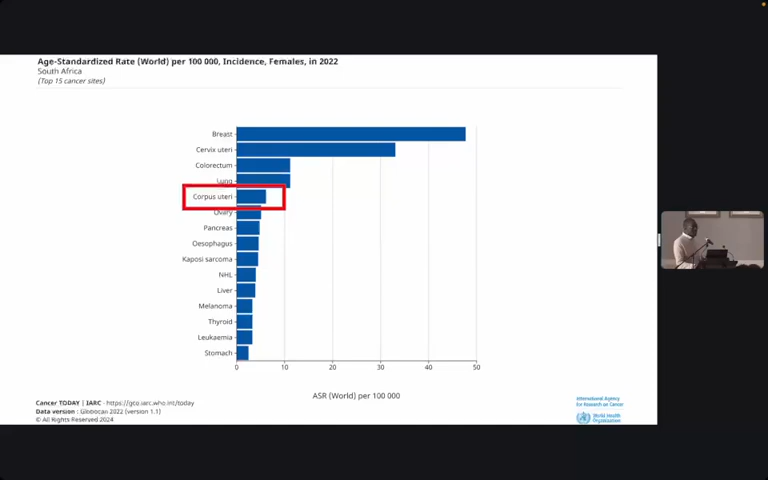 Age-Standardized Rate (World) per 100 000, Incidence, Females, in 2022
South Africa
(Top 15 cancer sites)
Breast
Cervix uteri
Colorectum
Lung
Corpus uteri
Ovary
Pancreas
Oesophagus
Kaposi sarcoma
NHL
Liver
Melanoma
Thyroid
Leukaemia
Stomach
0 10 20 30 40 50
ASR (World) per 100 000
Cancer TODAY | IARC - https://gco.iarc.who.int/today
Data version : Globocan 2022 (version 1.1)
© All Rights Reserved 2024
International Agency
for Research on Cancer
World Health
Organization